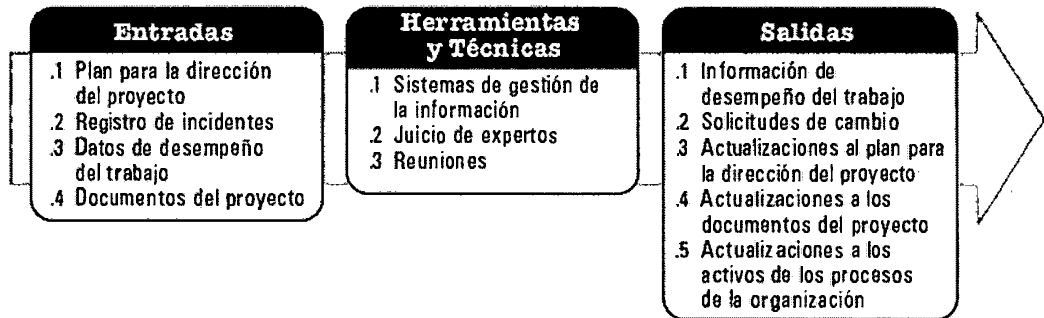 Entradas
.1 Plan para la dirección
del proyecto
.2 Registro de incidentes
.3 Datos de desempeño
del trabajo
.4 Documentos del proyecto
Herramientas
y Técnicas
.1 Sistemas de gestión de
la información
.2 Juicio de expertos
.3 Reuniones
Salidas
.1 Información de
desempeño del trabajo
.2 Solicitudes de cambio
.3 Actualizaciones al plan para
la dirección del proyecto
.4 Actualizaciones a los
documentos del proyecto
.5 Actualizaciones a los
activos de los procesos
de la organización